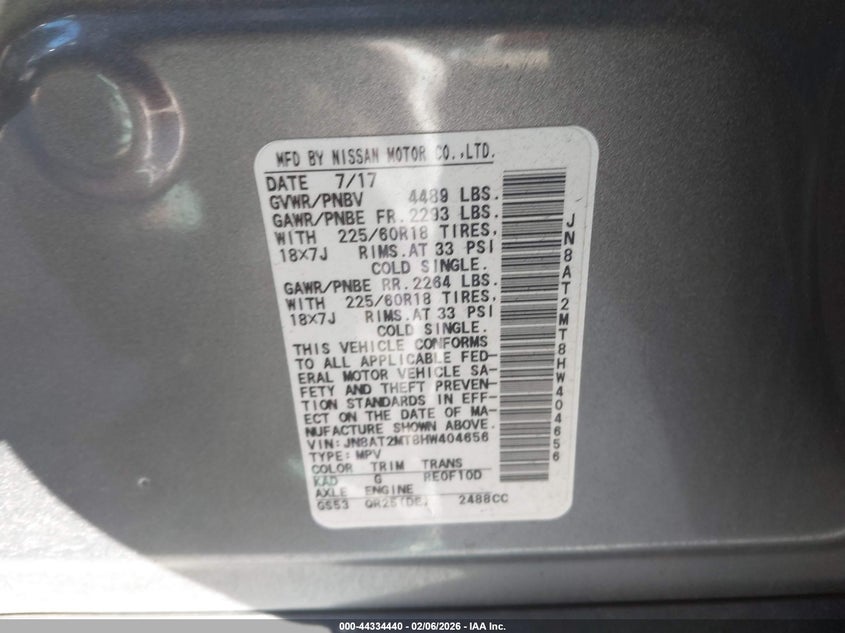 MFD BY NISSAN MOTOR CO.,LTD.
DATE 7/17
GVWR/PNBV 4489 LBS.
GAWR/PNBE FR. 2293 LBS.
WITH 225/60R18 TIRES,
18X7J RIMS.AT 33 PSI
COLD SINGLE.
GAWR/PNBE RR. 2264 LBS.
WITH 225/60R18 TIRES,
18X7J RIMS.AT 33 PSI
COLD SINGLE.
THIS VEHICLE CONFORMS
TO ALL APPLICABLE FED-
ERAL MOTOR VEHICLE SA-
FETY AND THEFT PREVEN-
TION STANDARDS IN EFF-
ECT ON THE DATE OF MA-
NUFACTURE SHOWN ABOVE.
VIN: JN8AT2MT8HW404656
TYPE: MPV
COLOR TRIM TRANS
KAD G RE0F10D
AXLE ENGINE
GS53 QR25(DE) 2488CC
JN8AT2MT8HW404656
000-44334440 - 02/06/2026 - IAA Inc.